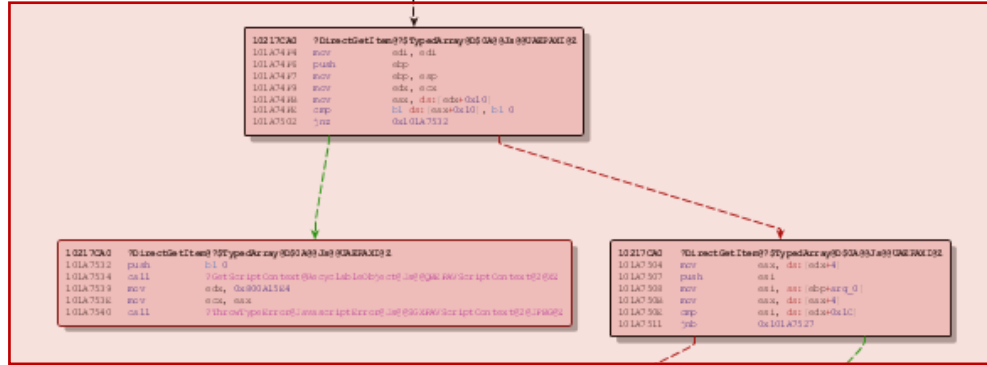 10217CA0 ?DirectGetItem@?$TypedArray@D$0A@@Js@@UAEPAXI@Z
101A74F4 mov edi, edi
101A74F6 push ebp
101A74F7 mov ebp, esp
101A74F9 mov edx, ecx
101A74FB mov eax, ds:[edx+0x10]
101A74FE cmp b1 ds:[eax+0x10], b1 0
101A7502 jnz 0x101A7532
10217CA0 ?DirectGetItem@?$TypedArray@D$0A@@Js@@UAEPAXI@Z
101A7532 push b1 0
101A7534 call ?GetScriptContext@RecyclableObject@Js@@QBEPAVScriptContext@2@XZ
101A7539 mov edx, 0x800A15E4
101A753E mov ecx, eax
101A7540 call ?ThrowTypeError@JavascriptError@Js@@SGXPAVScriptContext@2@JPBG@Z
10217CA0 ?DirectGetItem@?$TypedArray@D$0A@@Js@@UAEPAXI@Z
101A7504 mov eax, ds:[edx+4]
101A7507 push esi
101A7508 mov esi, ss:[ebp+arg_0]
101A750B mov eax, ds:[eax+4]
101A750E cmp esi, ds:[edx+0x1C]
101A7511 jnb 0x101A7527